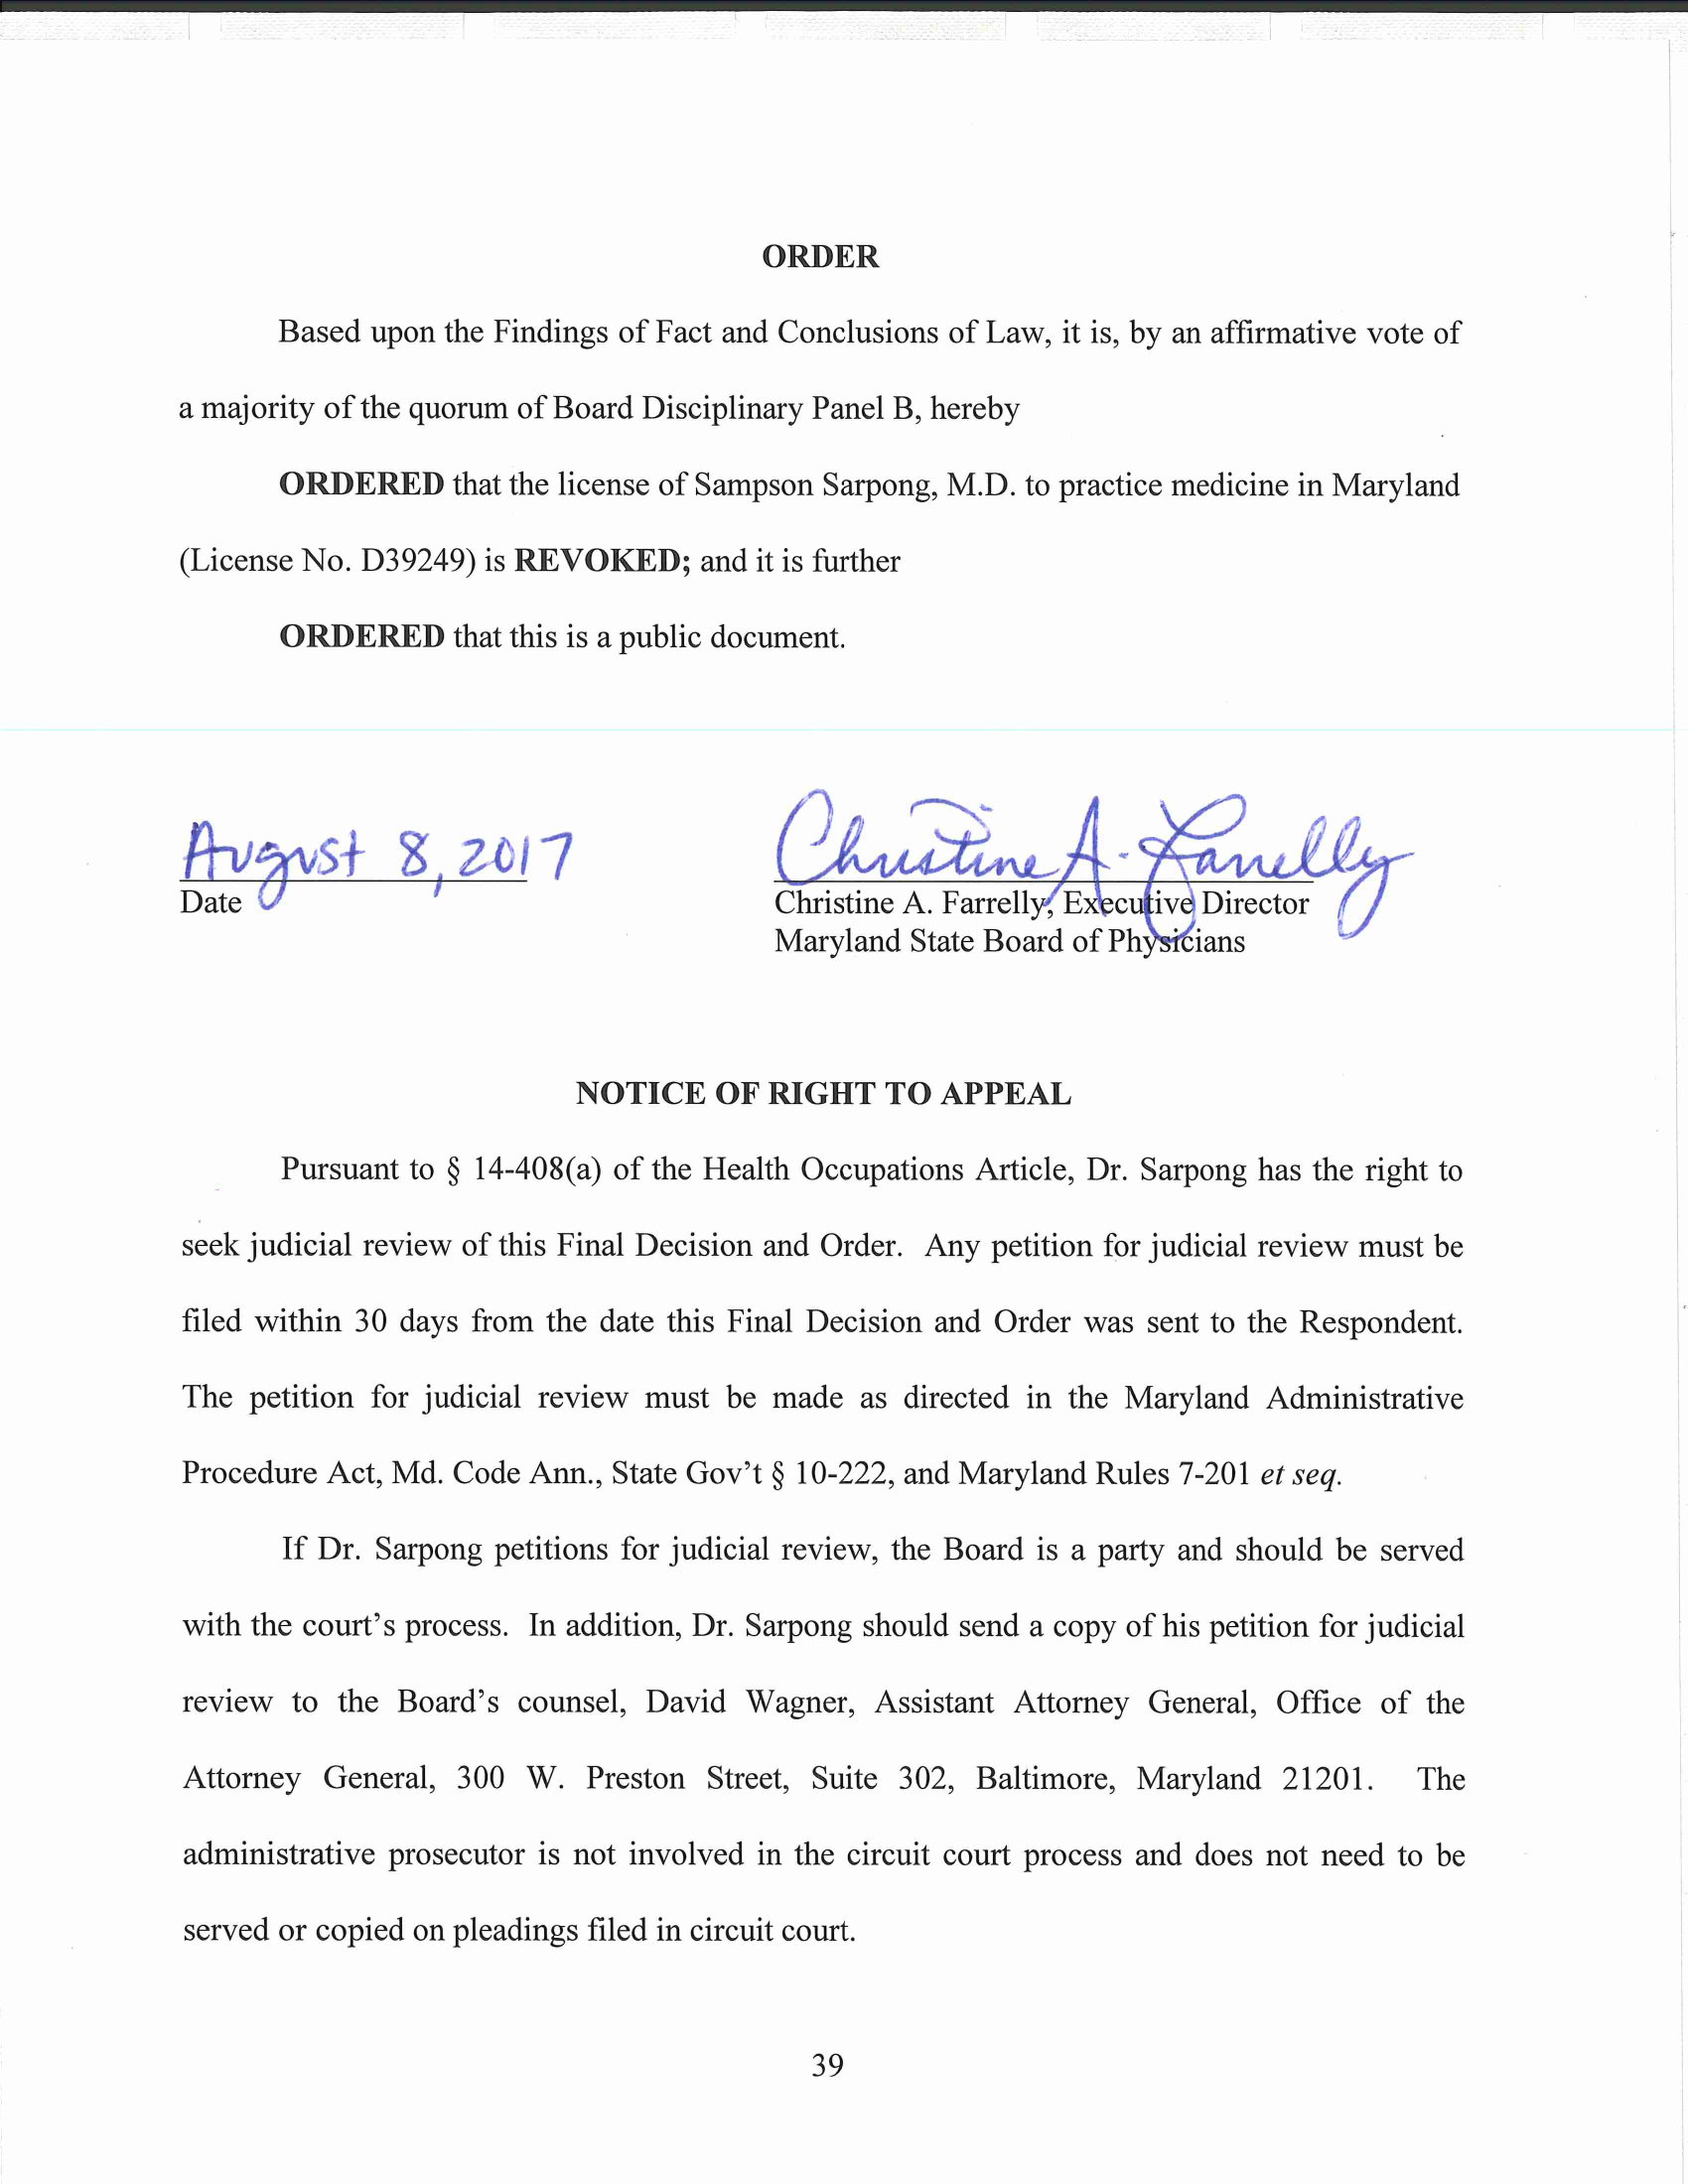 ORDER
Based upon the Findings of Fact and Conclusions of Law, it is, by an affirmative vote of
a majority of the quorum of Board Disciplinary Panel B, hereby
ORDERED that the license of Sampson Sarpong, M.D. to practice medicine in Maryland
(License No. D39249) is REVOKED; and it is further
ORDERED that this is a public document.
August 8, 2017
Christine A. Farrelly
Date
Christine A. Farrelly, Executive Director
Maryland State Board of Physicians
NOTICE OF RIGHT TO APPEAL
Pursuant to § 14-408(a) of the Health Occupations Article, Dr. Sarpong has the right to
seek judicial review of this Final Decision and Order. Any petition for judicial review must be
filed within 30 days from the date this Final Decision and Order was sent to the Respondent.
The petition for judicial review must be made as directed in the Maryland Administrative
Procedure Act, Md. Code Ann., State Gov't § 10-222, and Maryland Rules 7-201 et seq.
If Dr. Sarpong petitions for judicial review, the Board is a party and should be served
with the court's process. In addition, Dr. Sarpong should send a copy of his petition for judicial
review to the Board's counsel, David Wagner, Assistant Attorney General, Office of the
Attorney General, 300 W. Preston Street, Suite 302, Baltimore, Maryland 21201. The
administrative prosecutor is not involved in the circuit court process and does not need to be
served or copied on pleadings filed in circuit court.
39